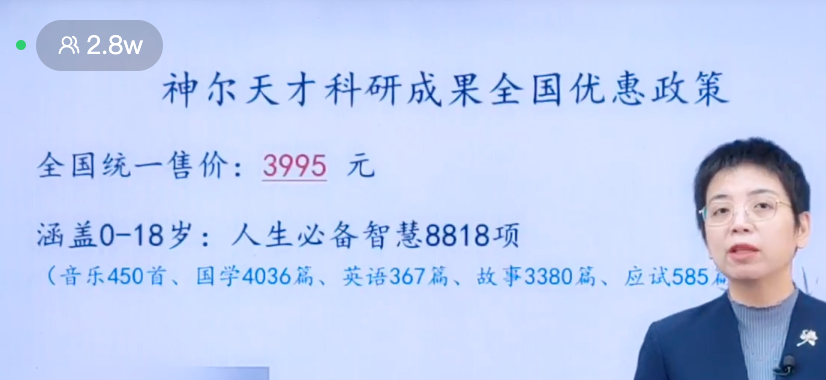 2.8w
神尔天才科研成果全国优惠政策
全国统一售价：3995 元
涵盖0-18岁：人生必备智慧8818项
（音乐450首、国学4036篇、英语367篇、故事3380篇、应试585篇